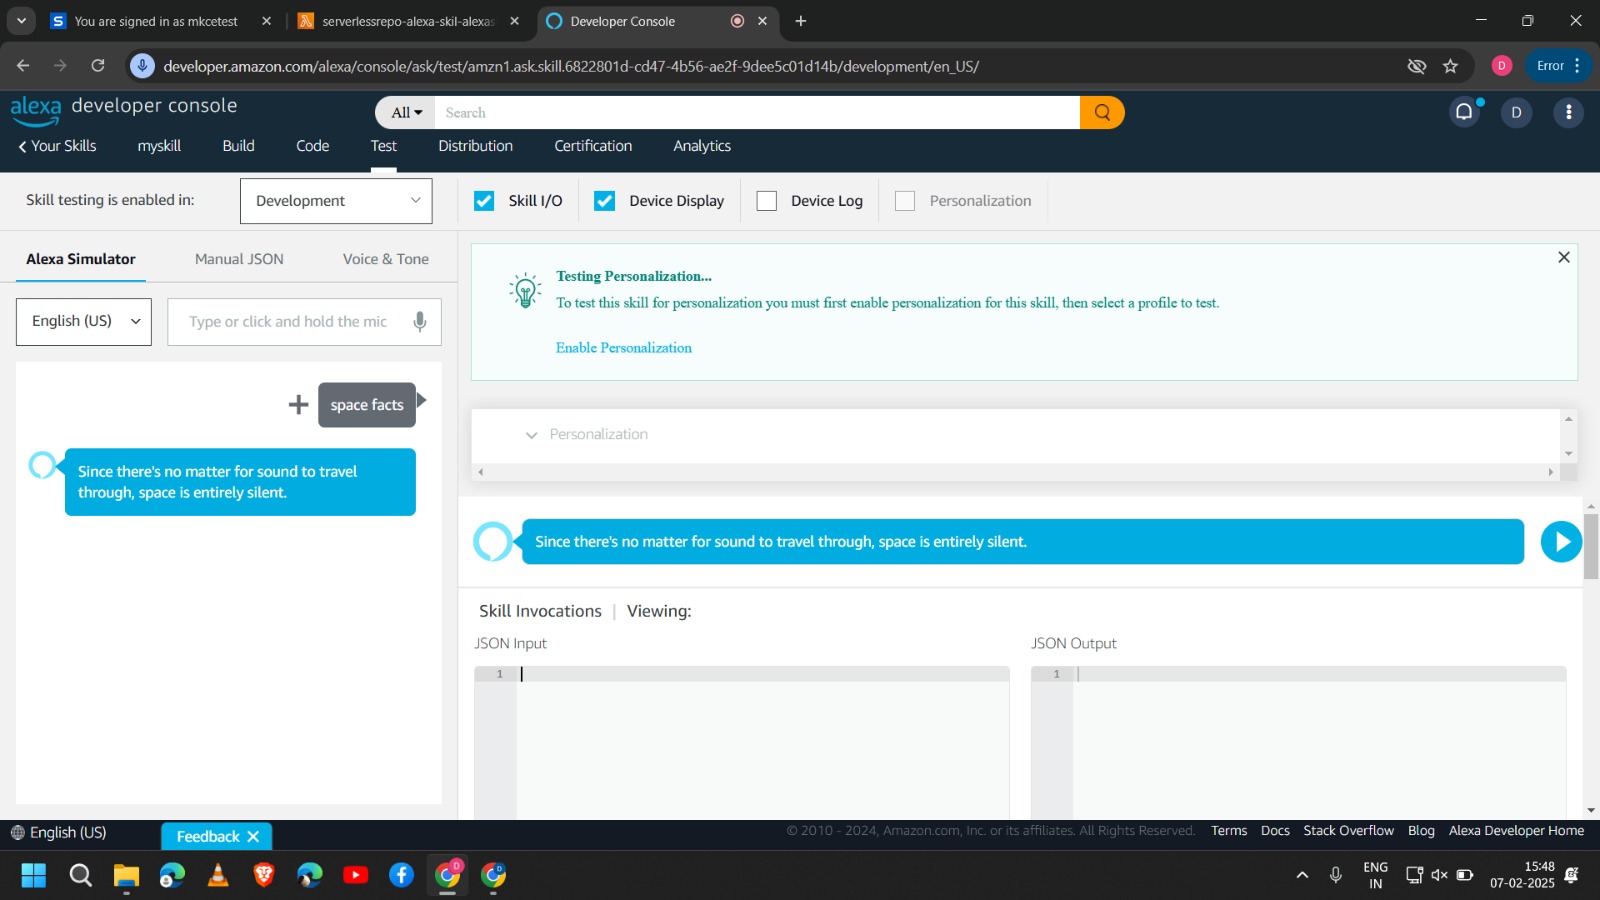 You are signed in as mkcetest
serverlessrepo-alexa-skil-alexas
Developer Console
developer.amazon.com/alexa/console/ask/test/amzn1.ask.skill.6822801d-cd47-4b56-ae2f-9dee5c01d14b/development/en_US/
D
Error
alexa developer console
All
Search
D
Your Skills
myskill
Build
Code
Test
Distribution
Certification
Analytics
Skill testing is enabled in:
Development
Skill I/O
Device Display
Device Log
Personalization
Alexa Simulator
Manual JSON
Voice & Tone
English (US)
Type or click and hold the mic
space facts
Since there's no matter for sound to travel
through, space is entirely silent.
Testing Personalization...
To test this skill for personalization you must first enable personalization for this skill, then select a profile to test.
Enable Personalization
Personalization
Since there's no matter for sound to travel through, space is entirely silent.
Skill Invocations | Viewing:
JSON Input
JSON Output
1
1
English (US)
Feedback
© 2010 - 2024, Amazon.com, Inc. or its affiliates. All Rights Reserved.
Terms
Docs
Stack Overflow
Blog
Alexa Developer Home
ENG
IN
15:48
07-02-2025